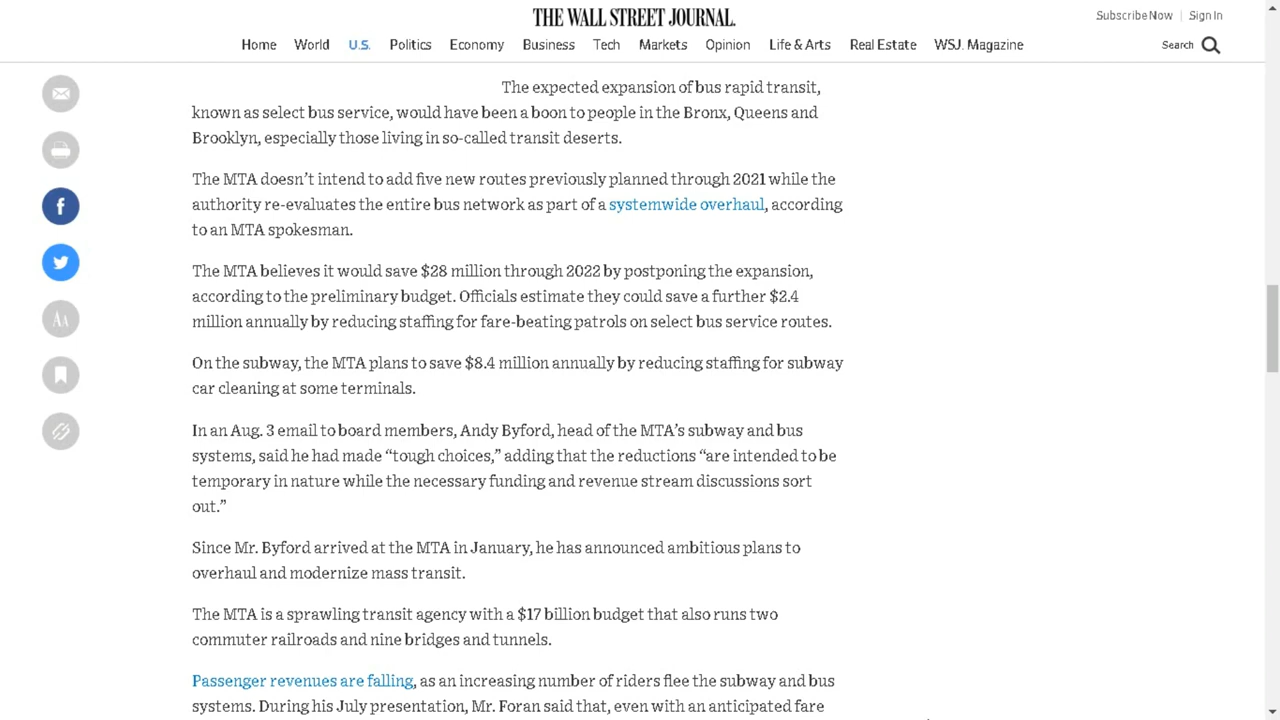 THE WALL STREET JOURNAL.
Subscribe Now | Sign In
Home World U.S. Politics Economy Business Tech Markets Opinion Life & Arts Real Estate WSJ. Magazine Search
The expected expansion of bus rapid transit,
known as select bus service, would have been a boon to people in the Bronx, Queens and
Brooklyn, especially those living in so-called transit deserts.
The MTA doesn’t intend to add five new routes previously planned through 2021 while the
authority re-evaluates the entire bus network as part of a systemwide overhaul, according
to an MTA spokesman.
The MTA believes it would save $28 million through 2022 by postponing the expansion,
according to the preliminary budget. Officials estimate they could save a further $2.4
million annually by reducing staffing for fare-beating patrols on select bus service routes.
On the subway, the MTA plans to save $8.4 million annually by reducing staffing for subway
car cleaning at some terminals.
In an Aug. 3 email to board members, Andy Byford, head of the MTA’s subway and bus
systems, said he had made “tough choices,” adding that the reductions “are intended to be
temporary in nature while the necessary funding and revenue stream discussions sort
out.”
Since Mr. Byford arrived at the MTA in January, he has announced ambitious plans to
overhaul and modernize mass transit.
The MTA is a sprawling transit agency with a $17 billion budget that also runs two
commuter railroads and nine bridges and tunnels.
Passenger revenues are falling, as an increasing number of riders flee the subway and bus
systems. During his July presentation, Mr. Foran said that, even with an anticipated fare
f
AA